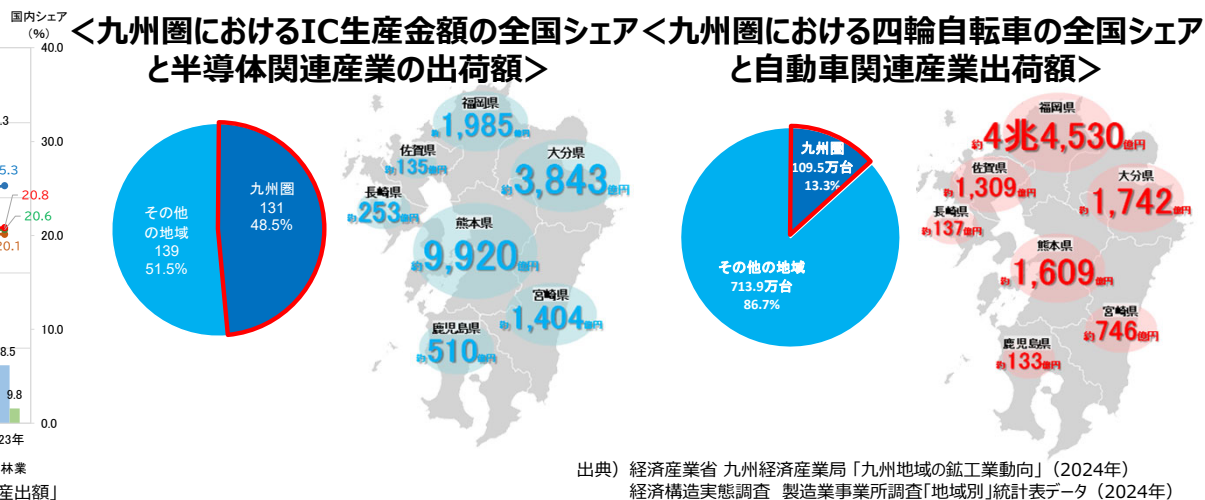 国内シェア
(%)
40.0
30.0
20.0
10.0
0.0
.3
5.3
20.8
20.6
20.1
8.5
9.8
23年
林業
産出額」
＜九州圏におけるIC生産金額の全国シェア
と半導体関連産業の出荷額＞
九州圏
131
48.5%
その他
の地域
139
51.5%
福岡県
約1,985億円
佐賀県
約135億円
大分県
約3,843億円
長崎県
約253億円
熊本県
約9,920億円
宮崎県
約1,404億円
鹿児島県
約510億円
＜九州圏における四輪自転車の全国シェア
と自動車関連産業出荷額＞
九州圏
109.5万台
13.3%
その他の地域
713.9万台
86.7%
福岡県
約4兆4,530億円
佐賀県
約1,309億円
大分県
約1,742億円
長崎県
約137億円
熊本県
約1,609億円
宮崎県
約746億円
鹿児島県
約133億円
出典）経済産業省 九州経済産業局「九州地域の鉱工業動向」（2024年）
経済構造実態調査　製造業事業所調査「地域別」統計表データ（2024年）